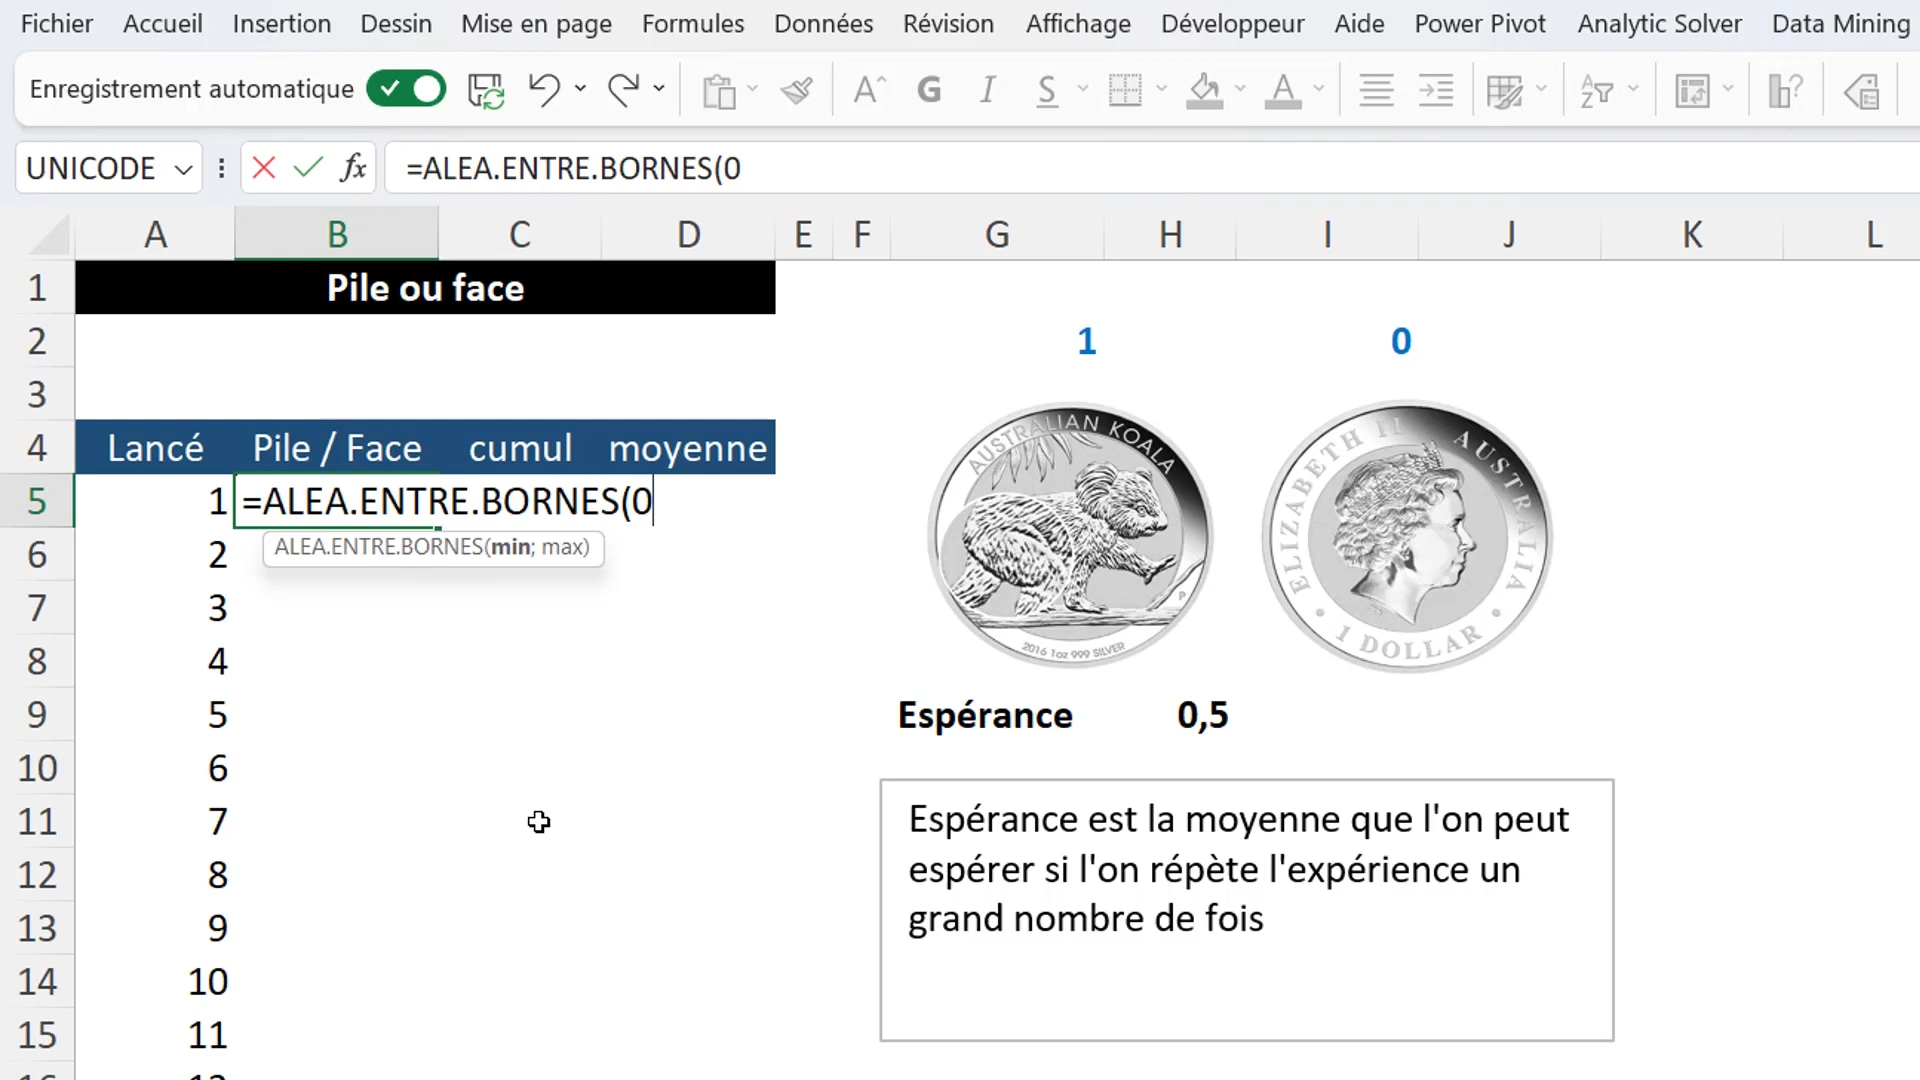 Fichier Accueil Insertion Dessin Mise en page Formules Données Révision Affichage Développeur Aide Power Pivot Analytic Solver Data Mining
Enregistrement automatique
UNICODE fx =ALEA.ENTRE.BORNES(0
A B C D E F G H I J K L
1 Pile ou face
2 1 0
3
4 Lancé Pile / Face cumul moyenne
5 1 =ALEA.ENTRE.BORNES(0
ALEA.ENTRE.BORNES(min; max)
6 2
7 3
8 4
9 5
10 6
11 7
12 8
13 9
14 10
15 11
AUSTRALIAN KOALA
P
2016 1oz 999 SILVER
ELIZABETH II AUSTRALIA
1 DOLLAR
Espérance 0,5
Espérance est la moyenne que l'on peut
espérer si l'on répète l'expérience un
grand nombre de fois